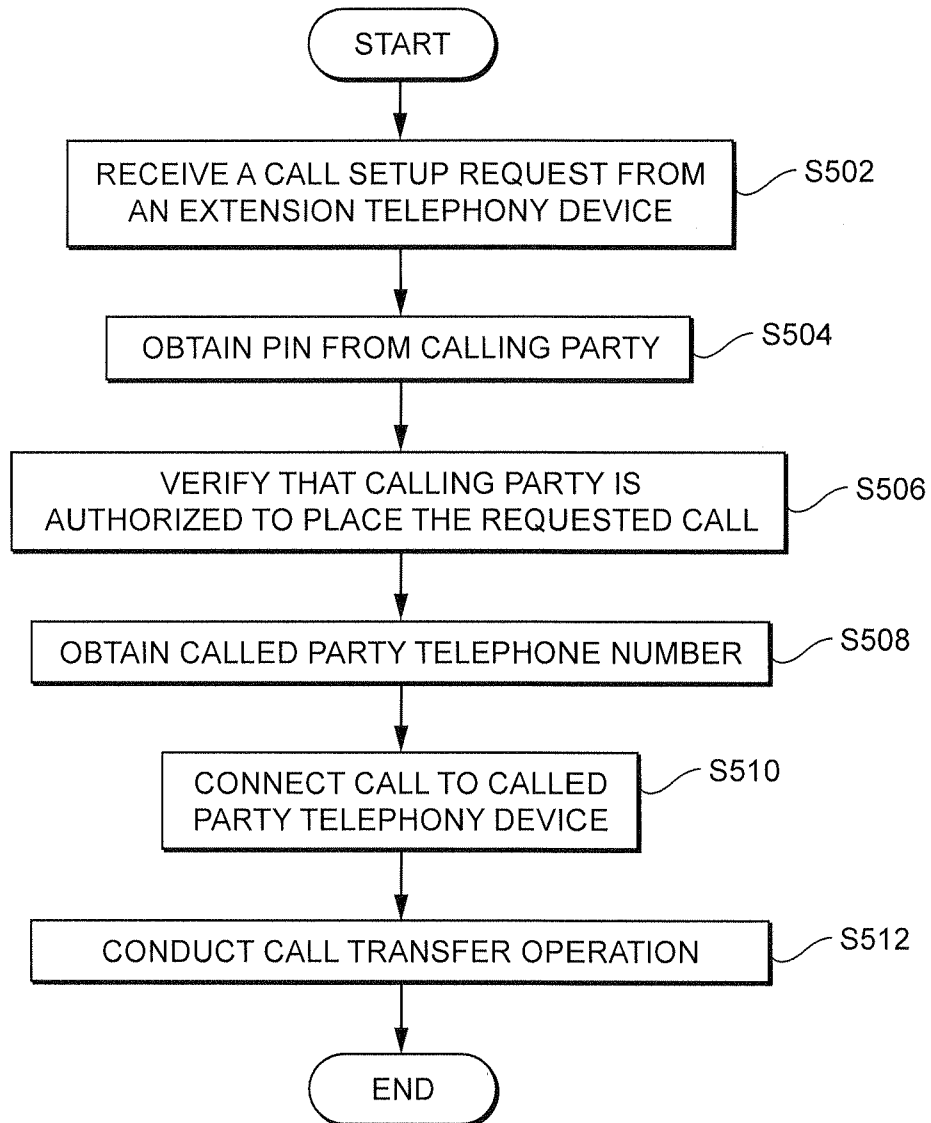 START
RECEIVE A CALL SETUP REQUEST FROM
AN EXTENSION TELEPHONY DEVICE
S502
OBTAIN PIN FROM CALLING PARTY
S504
VERIFY THAT CALLING PARTY IS
AUTHORIZED TO PLACE THE REQUESTED CALL
S506
OBTAIN CALLED PARTY TELEPHONE NUMBER
S508
CONNECT CALL TO CALLED
PARTY TELEPHONY DEVICE
S510
CONDUCT CALL TRANSFER OPERATION
S512
END